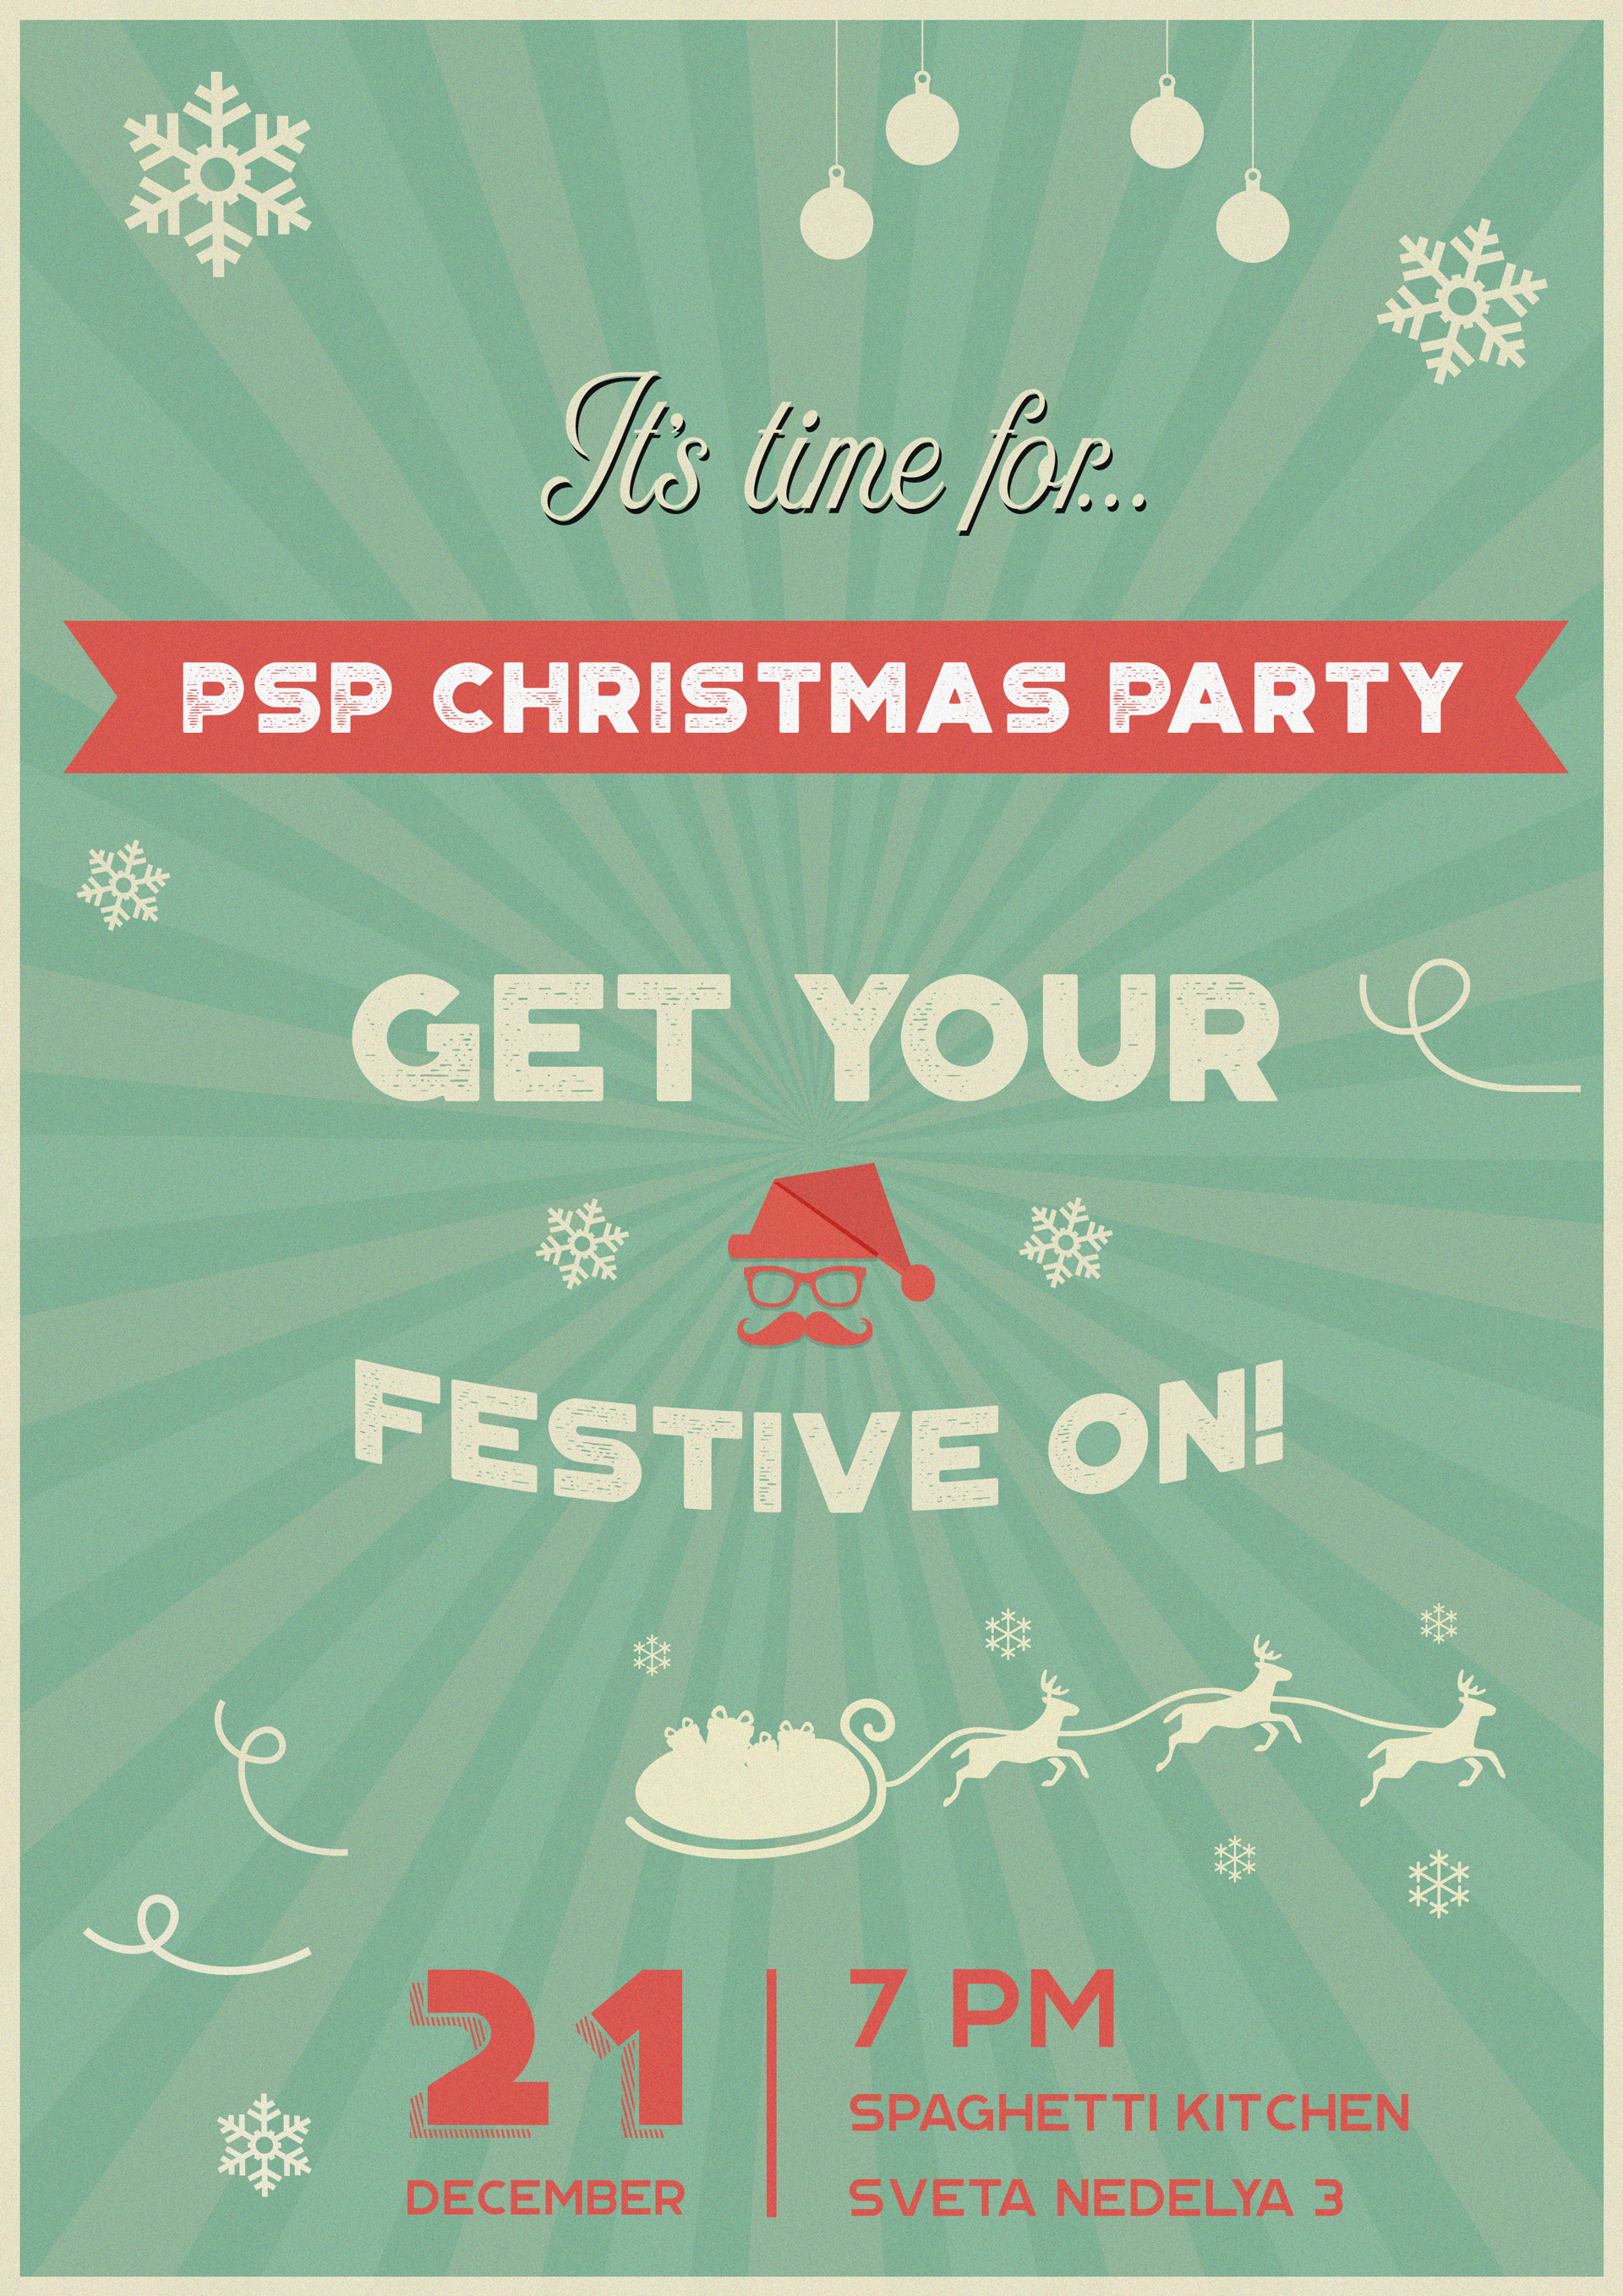 It's time for...
PSP CHRISTMAS PARTY
GET YOUR
FESTIVE ON!
21
DECEMBER
7 PM
SPAGHETTI KITCHEN
SVETA NEDELYA 3